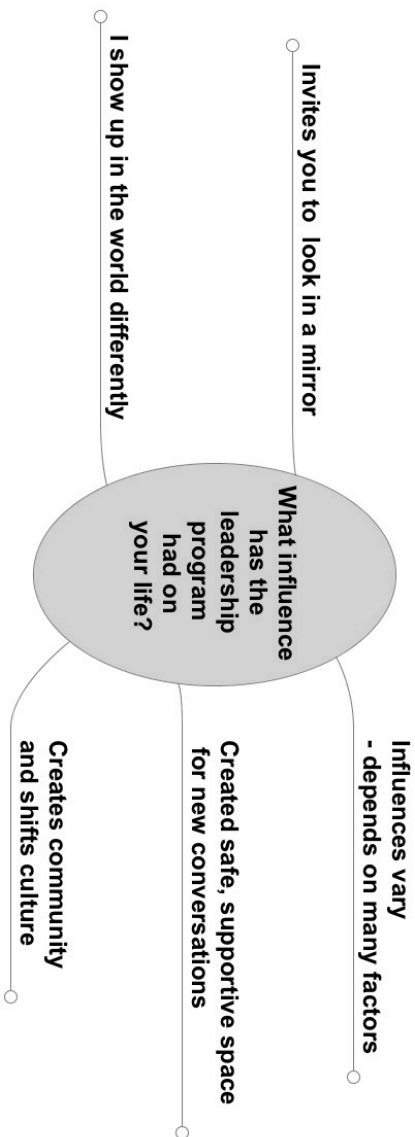 What influence
has the
leadership
program
had on
your life?
Invites you to look in a mirror
I show up in the world differently
Influences vary
- depends on many factors
Created safe, supportive space
for new conversations
Creates community
and shifts culture